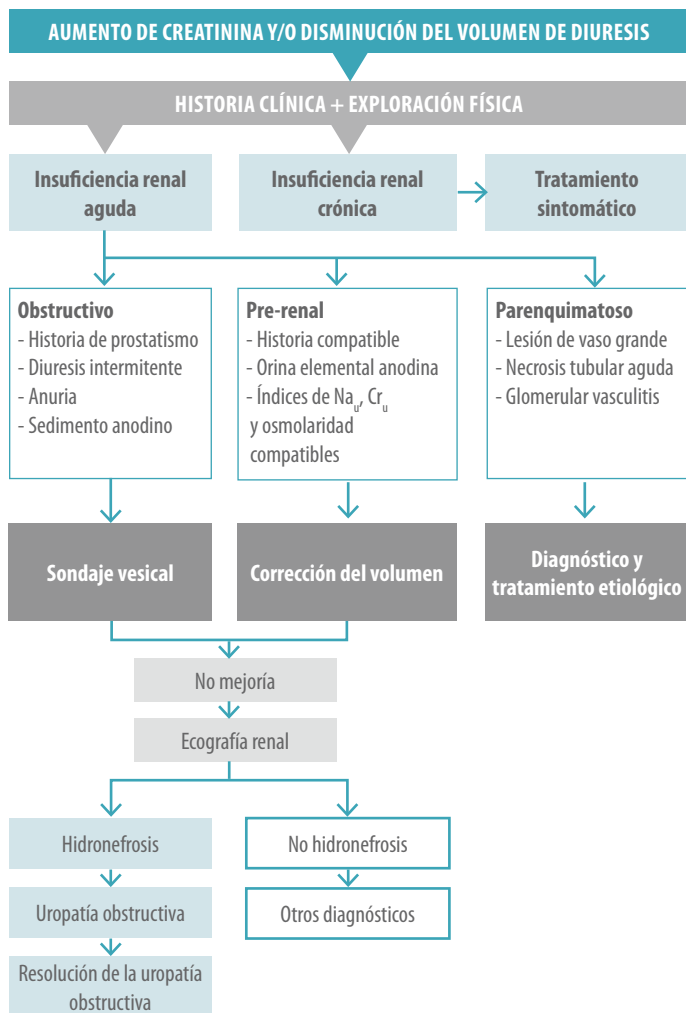 AUMENTO DE CREATININA Y/O DISMINUCIÓN DEL VOLUMEN DE DIURESIS
HISTORIA CLÍNICA + EXPLORACIÓN FÍSICA
Insuficiencia renal
aguda
Insuficiencia renal
crónica
Tratamiento
sintomático
Obstructivo
- Historia de prostatismo
- Diuresis intermitente
- Anuria
- Sedimento anodino
Pre-renal
- Historia compatible
- Orina elemental anodina
- Índices de Na_u, Cr_u
y osmolaridad
compatibles
Parenquimatoso
- Lesión de vaso grande
- Necrosis tubular aguda
- Glomerular vasculitis
Sondaje vesical
Corrección del volumen
Diagnóstico y
tratamiento etiológico
No mejoría
Ecografía renal
Hidronefrosis
No hidronefrosis
Uropatía obstructiva
Otros diagnósticos
Resolución de la uropatía
obstructiva